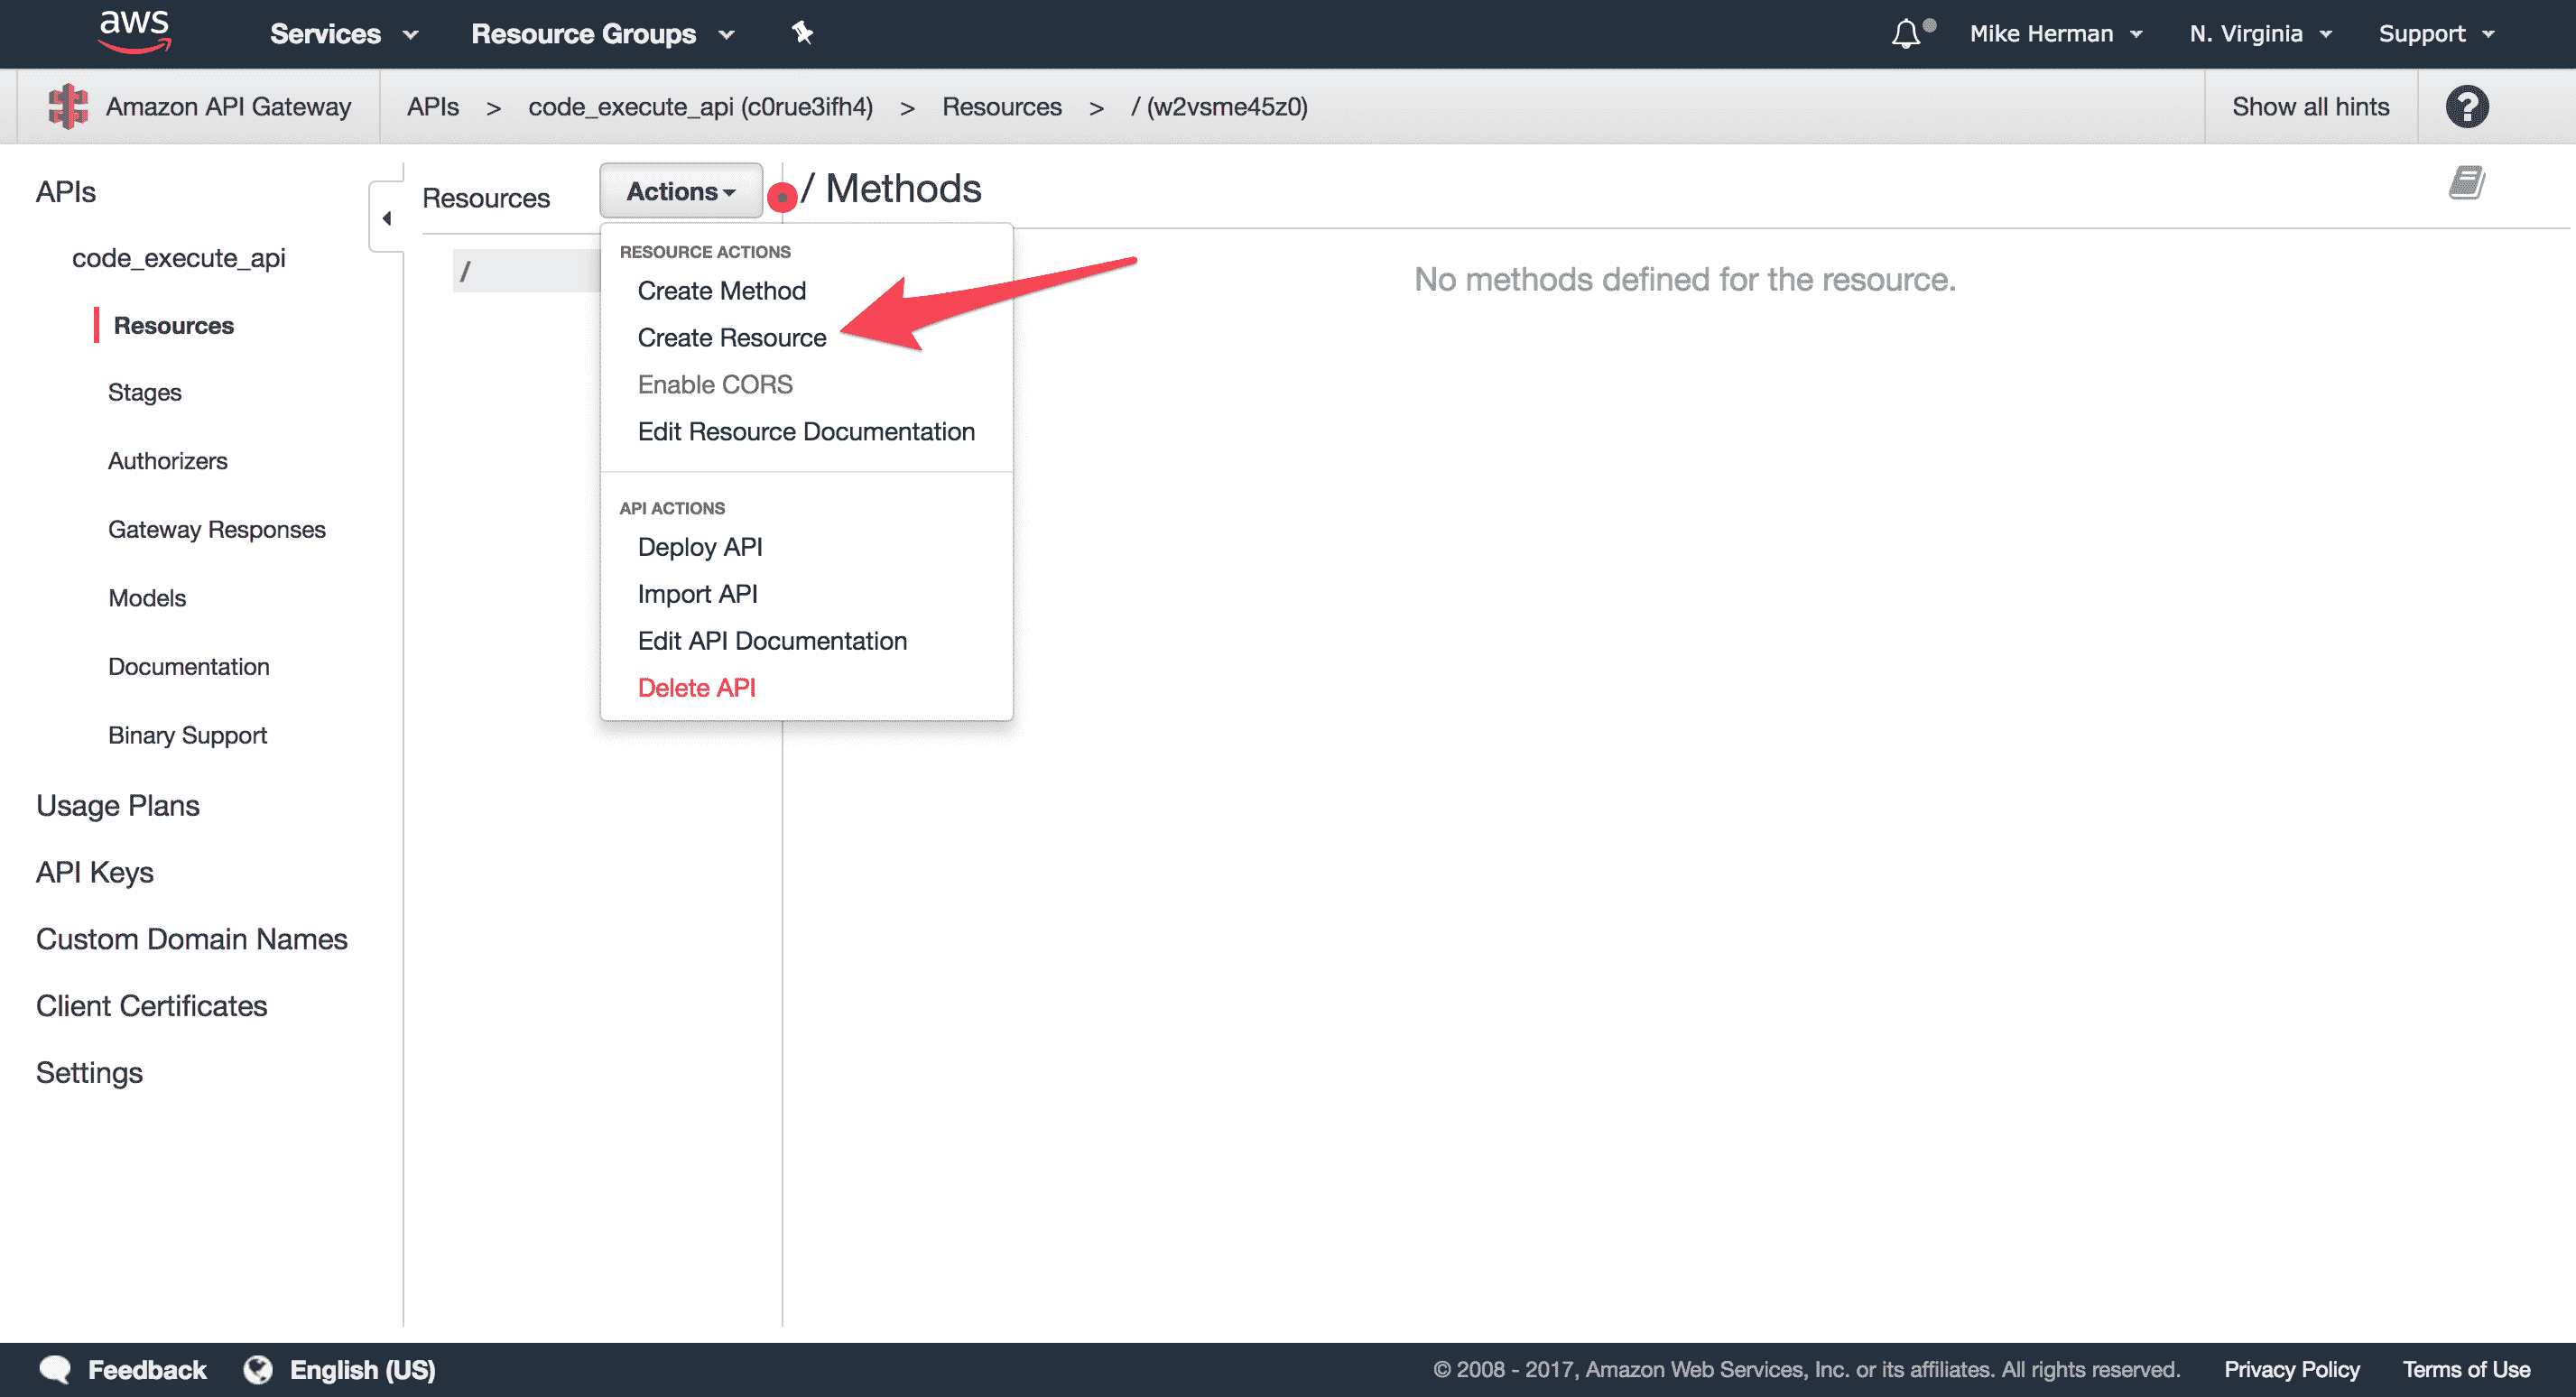 aws Services Resource Groups Mike Herman N. Virginia Support
Amazon API Gateway APIs > code_execute_api (c0rue3ifh4) > Resources > / (w2vsme45z0) Show all hints ?
APIs
code_execute_api
Resources
Stages
Authorizers
Gateway Responses
Models
Documentation
Binary Support
Usage Plans
API Keys
Custom Domain Names
Client Certificates
Settings
Resources Actions
/
RESOURCE ACTIONS
Create Method
Create Resource
Enable CORS
Edit Resource Documentation
API ACTIONS
Deploy API
Import API
Edit API Documentation
Delete API
/ Methods
No methods defined for the resource.
Feedback English (US) © 2008 - 2017, Amazon Web Services, Inc. or its affiliates. All rights reserved. Privacy Policy Terms of Use